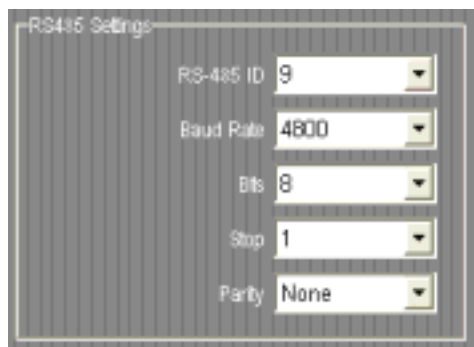 RS485 Settings
RS-485 ID 9
Baud Rate 4800
Bits 8
Stop 1
Parity None